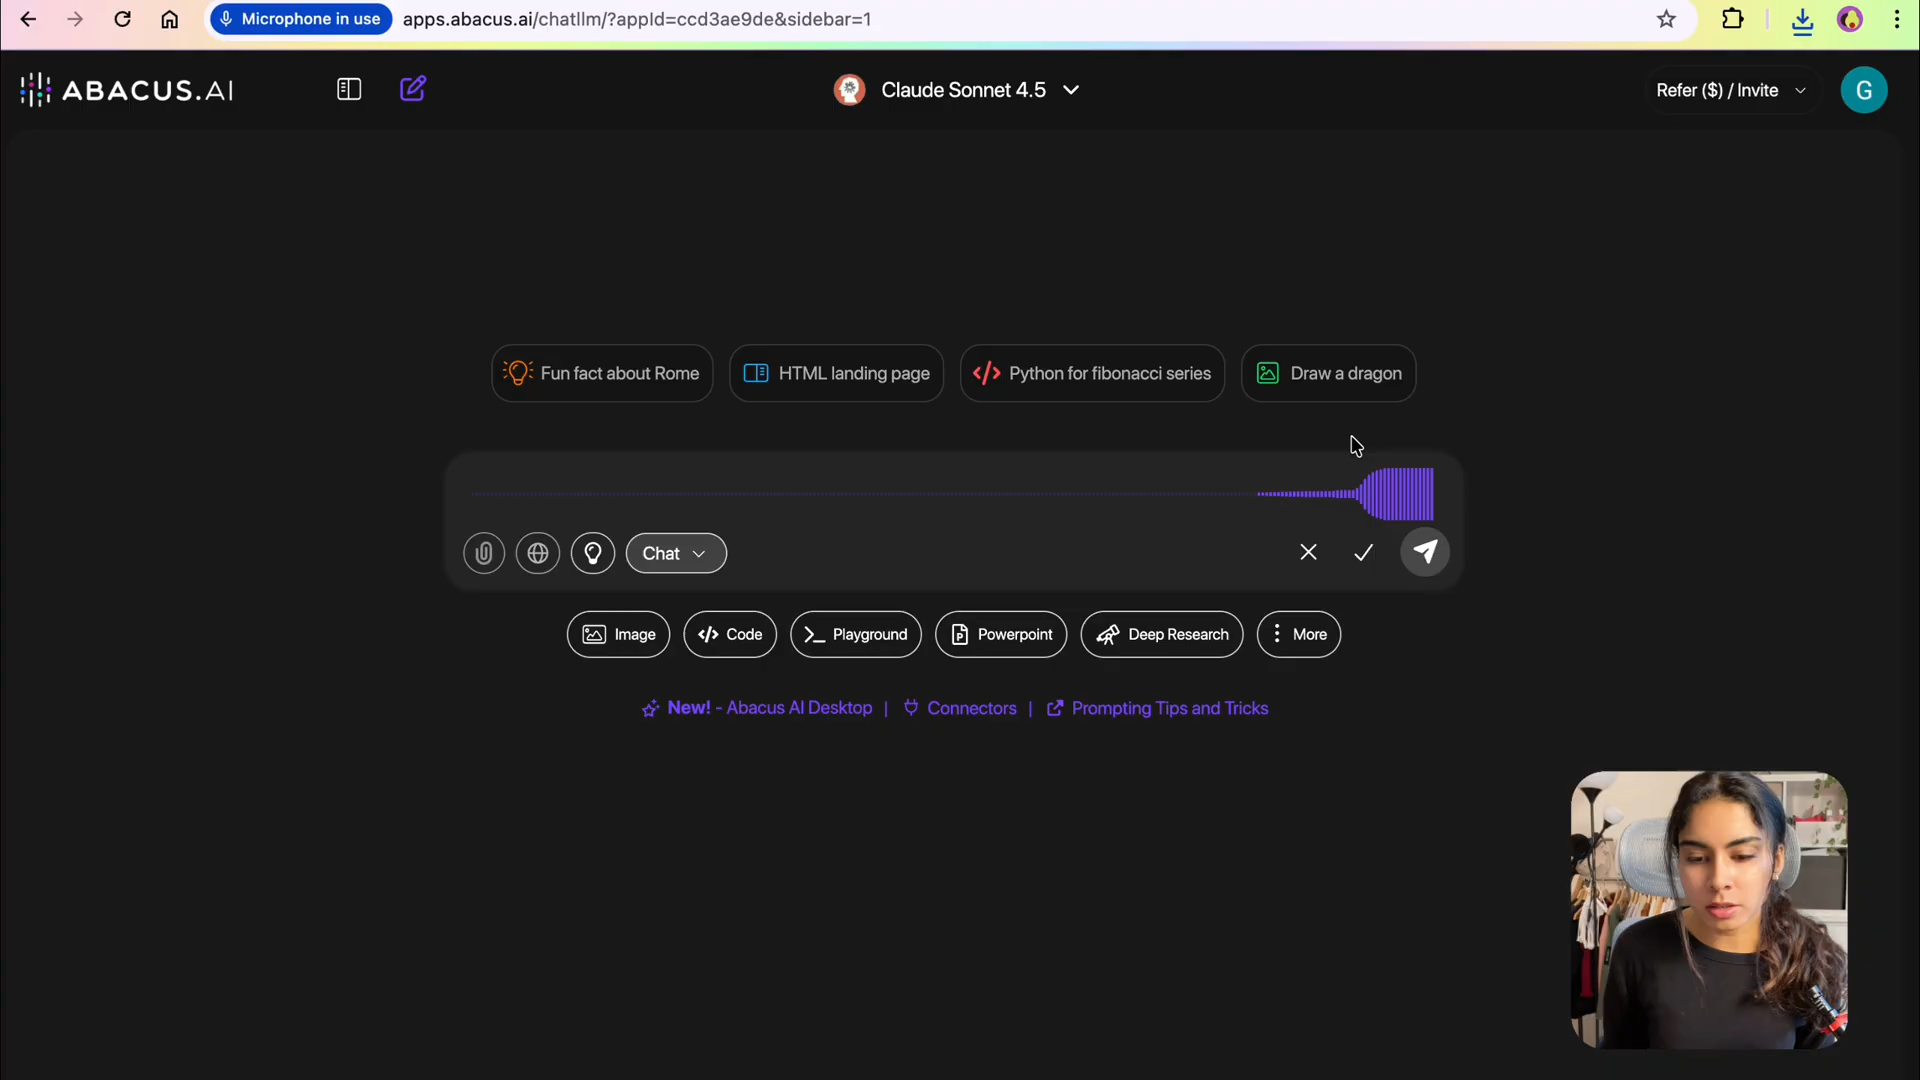 Microphone in use
apps.abacus.ai/chatllm/?appId=ccd3ae9de&sidebar=1
ABACUS.AI
Claude Sonnet 4.5
Refer ($) / Invite
G
Fun fact about Rome
HTML landing page
Python for fibonacci series
Draw a dragon
Chat
Image
Code
Playground
Powerpoint
Deep Research
More
New! - Abacus AI Desktop | Connectors | Prompting Tips and Tricks